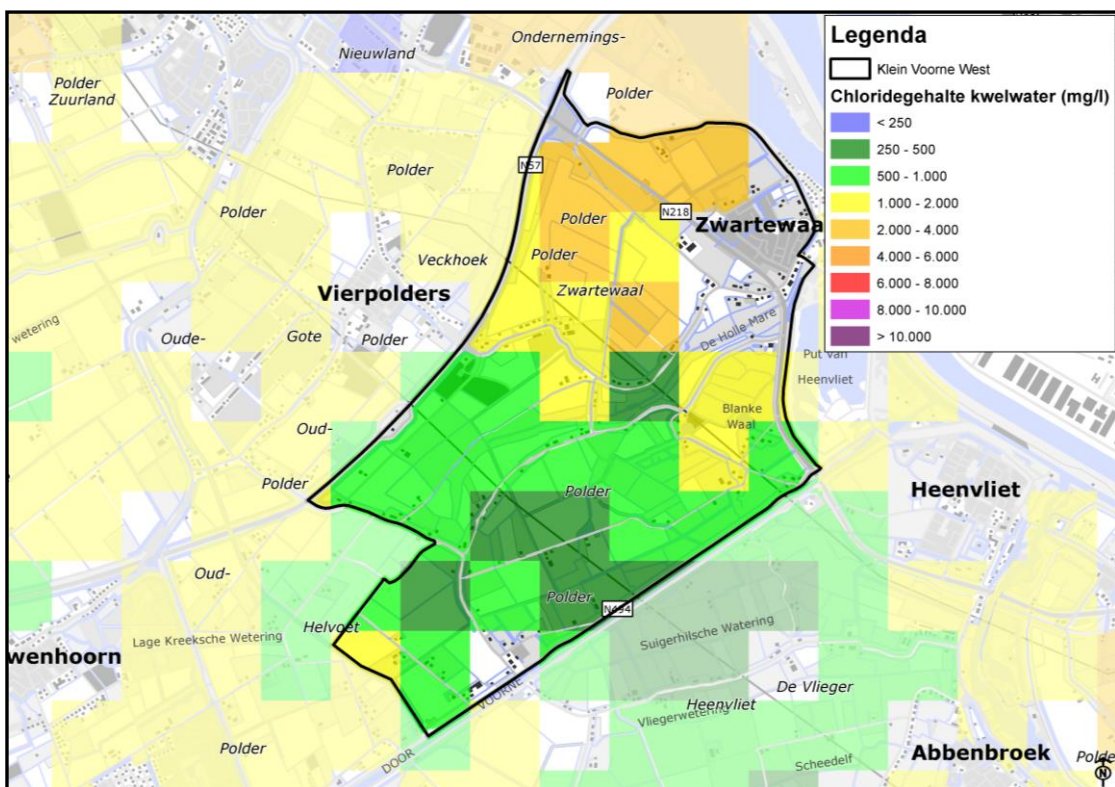 Legenda
Klein Voorne West
Chloridegehalte kwelwater (mg/l)
< 250
250 - 500
500 - 1.000
1.000 - 2.000
2.000 - 4.000
4.000 - 6.000
6.000 - 8.000
8.000 - 10.000
> 10.000
Ondernemings-
Nieuwland
Polder
Zuurland
Polder
Polder
N57
Polder
Polder
N218
Zwartewaa
Polder
Veckhoek
Zwartewaal
Vierpolders
wetering
Oude-
Gote
Polder
De Holle Mare
Put van
Heenvliet
Blanke
Waal
Oud-
Polder
Polder
Heenvliet
Oud-
Polder
N494
Helvoet
Lage Kreeksche Wetering
wenhoorn
Suigerhilsche Watering
De Vlieger
VOORNE
Heenvliet
Vliegerwetering
Polder
DOOR
Scheedelf
Abbenbroek
Polde
N